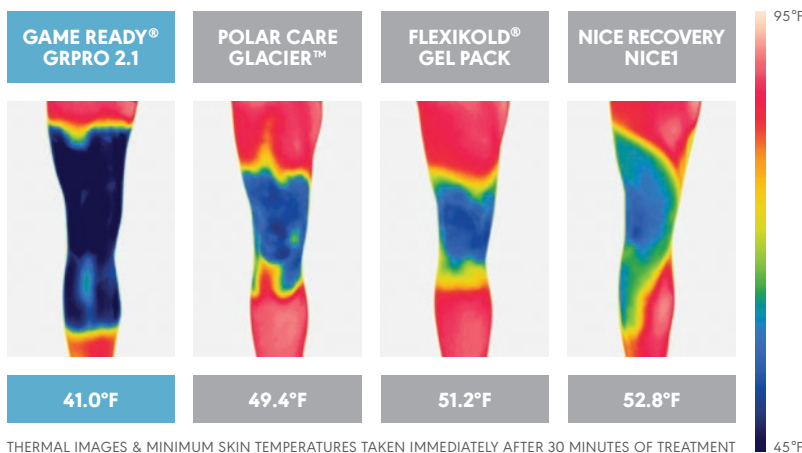 GAME READY®
GRPRO 2.1
POLAR CARE
GLACIER™
FLEXIKOLD®
GEL PACK
NICE RECOVERY
NICE1
95°F
41.0°F
49.4°F
51.2°F
52.8°F
THERMAL IMAGES & MINIMUM SKIN TEMPERATURES TAKEN IMMEDIATELY AFTER 30 MINUTES OF TREATMENT
45°F